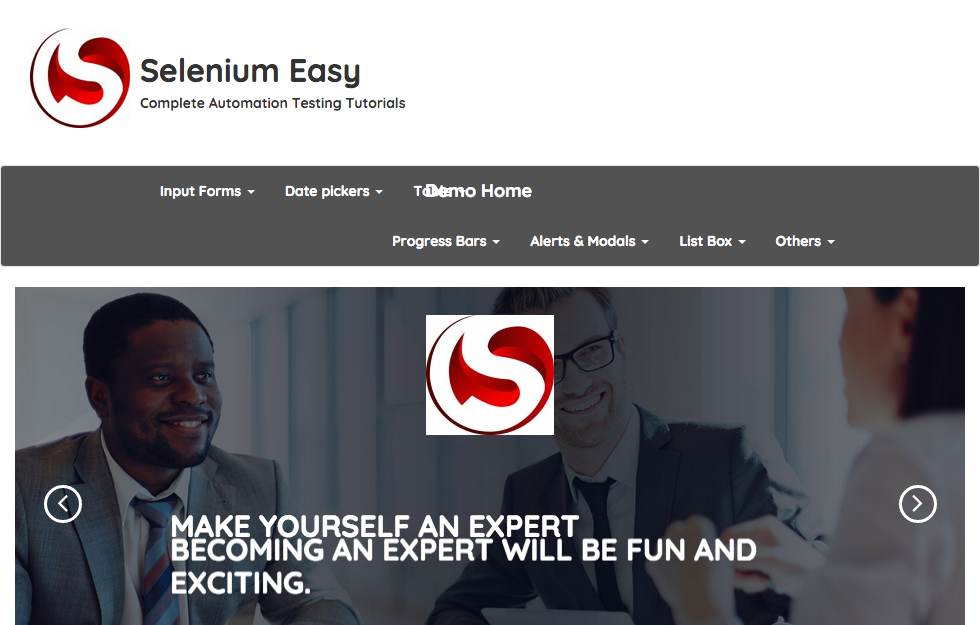 Selenium Easy
Complete Automation Testing Tutorials
Input Forms
Date pickers
Table
Demo Home
Progress Bars
Alerts & Modals
List Box
Others
MAKE YOURSELF AN EXPERT
BECOMING AN EXPERT WILL BE FUN AND
EXCITING.